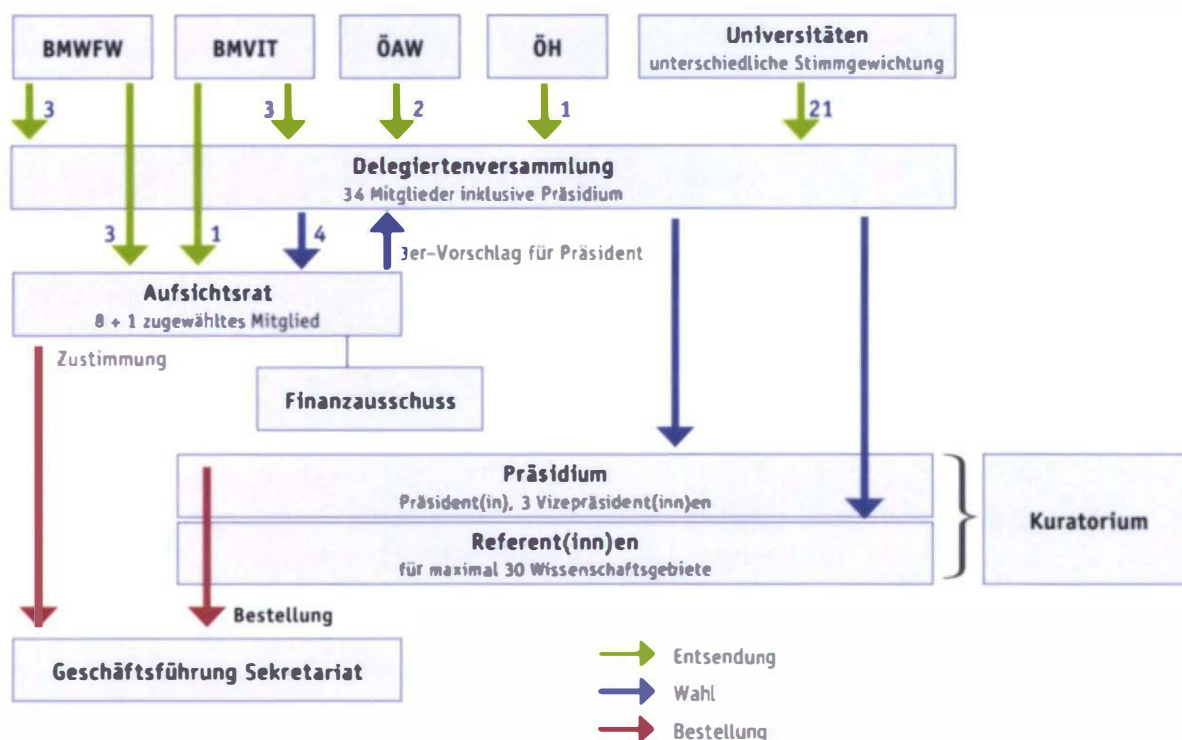 BMWFW
BMVIT
ÖAW
ÖH
Universitäten
unterschiedliche Stimmgewichtung
3
3
2
1
21
Delegiertenversammlung
34 Mitglieder inklusive Präsidium
3
1
4
3er-Vorschlag für Präsident
Aufsichtsrat
8 + 1 zugewähltes Mitglied
Zustimmung
Finanzausschuss
Präsidium
Präsident(in), 3 Vizepräsident(inn)en
Referent(inn)en
für maximal 30 Wissenschaftsgebiete
Kuratorium
Bestellung
Geschäftsführung Sekretariat
Entsendung
Wahl
Bestellung